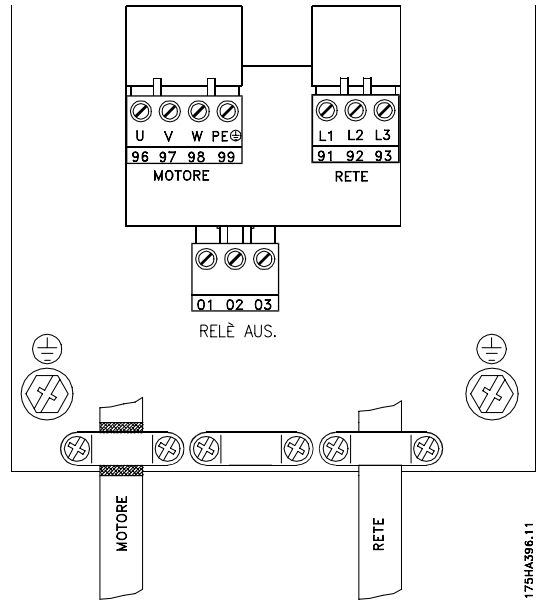 U V W PE
96 97 98 99
MOTORE
L1 L2 L3
91 92 93
RETE
01 02 03
RELÈ AUS.
MOTORE
RETE
175HA396.11